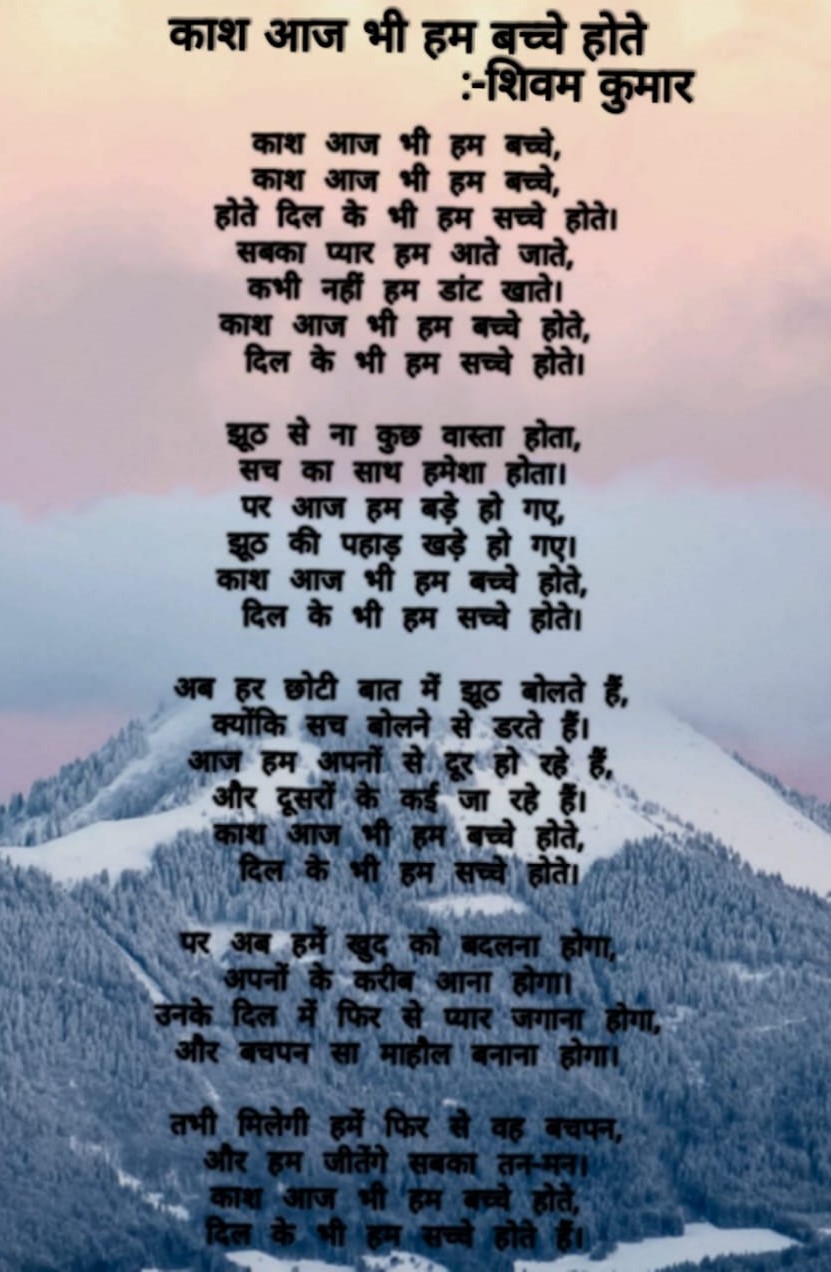 काश आज भी हम बच्चे होते
:-शिवम कुमार
काश आज भी हम बच्चे,
काश आज भी हम बच्चे,
होते दिल के भी हम सच्चे होते।
सबका प्यार हम आते जाते,
कभी नहीं हम डांट खाते।
काश आज भी हम बच्चे होते,
दिल के भी हम सच्चे होते।
झूठ से ना कुछ वास्ता होता,
सच का साथ हमेशा होता।
पर आज हम बड़े हो गए,
झूठ की पहाड़ खड़े हो गए।
काश आज भी हम बच्चे होते,
दिल के भी हम सच्चे होते।
अब हर छोटी बात में झूठ बोलते हैं,
क्योंकि सच बोलने से डरते हैं।
आज हम अपनों से दूर हो रहे हैं,
और दूसरों के कई जा रहे हैं।
काश आज भी हम बच्चे होते,
दिल के भी हम सच्चे होते।
पर अब हमें खुद को बदलना होगा,
अपनों के करीब आना होगा।
उनके दिल में फिर से प्यार जगाना होगा,
और बचपन सा माहौल बनाना होगा।
तभी मिलेगी हमें फिर से वह बचपन,
और हम जीतेंगे सबका तन-मन।
काश आज भी हम बच्चे होते,
दिल के भी हम सच्चे होते हैं।